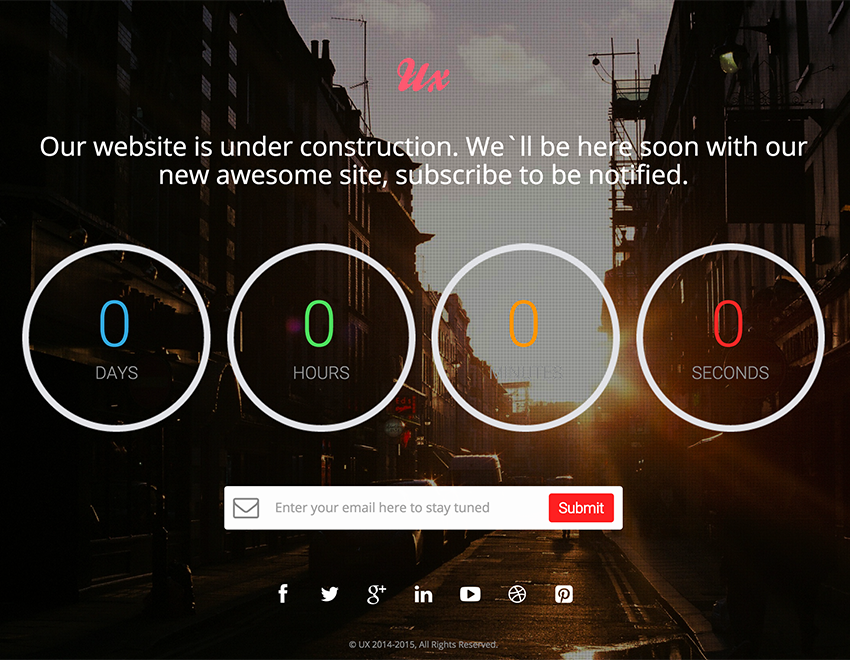 Ux
Our website is under construction. We`ll be here soon with our
new awesome site, subscribe to be notified.
0 0 0 0
DAYS HOURS MINUTES SECONDS
Enter your email here to stay tuned Submit
© UX 2014-2015, All Rights Reserved.